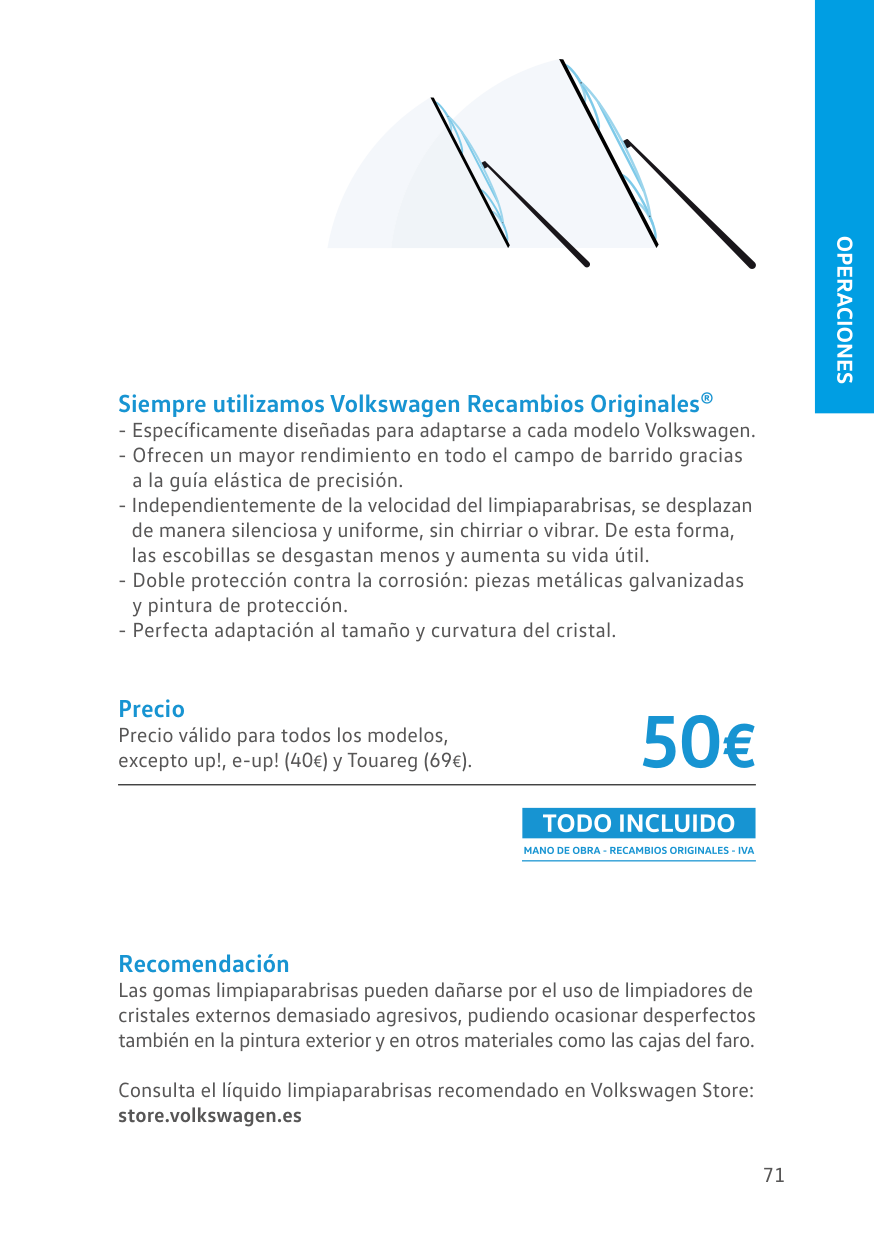 OPERACIONES
Siempre utilizamos Volkswagen Recambios Originales®
- Específicamente diseñadas para adaptarse a cada modelo Volkswagen.
- Ofrecen un mayor rendimiento en todo el campo de barrido gracias
a la guía elástica de precisión.
- Independientemente de la velocidad del limpiaparabrisas, se desplazan
de manera silenciosa y uniforme, sin chirriar o vibrar. De esta forma,
las escobillas se desgastan menos y aumenta su vida útil.
- Doble protección contra la corrosión: piezas metálicas galvanizadas
y pintura de protección.
- Perfecta adaptación al tamaño y curvatura del cristal.
Precio
Precio válido para todos los modelos,
excepto up!, e-up! (40€) y Touareg (69€).
50€
TODO INCLUIDO
MANO DE OBRA - RECAMBIOS ORIGINALES - IVA
Recomendación
Las gomas limpiaparabrisas pueden dañarse por el uso de limpiadores de
cristales externos demasiado agresivos, pudiendo ocasionar desperfectos
también en la pintura exterior y en otros materiales como las cajas del faro.
Consulta el líquido limpiaparabrisas recomendado en Volkswagen Store:
store.volkswagen.es
71